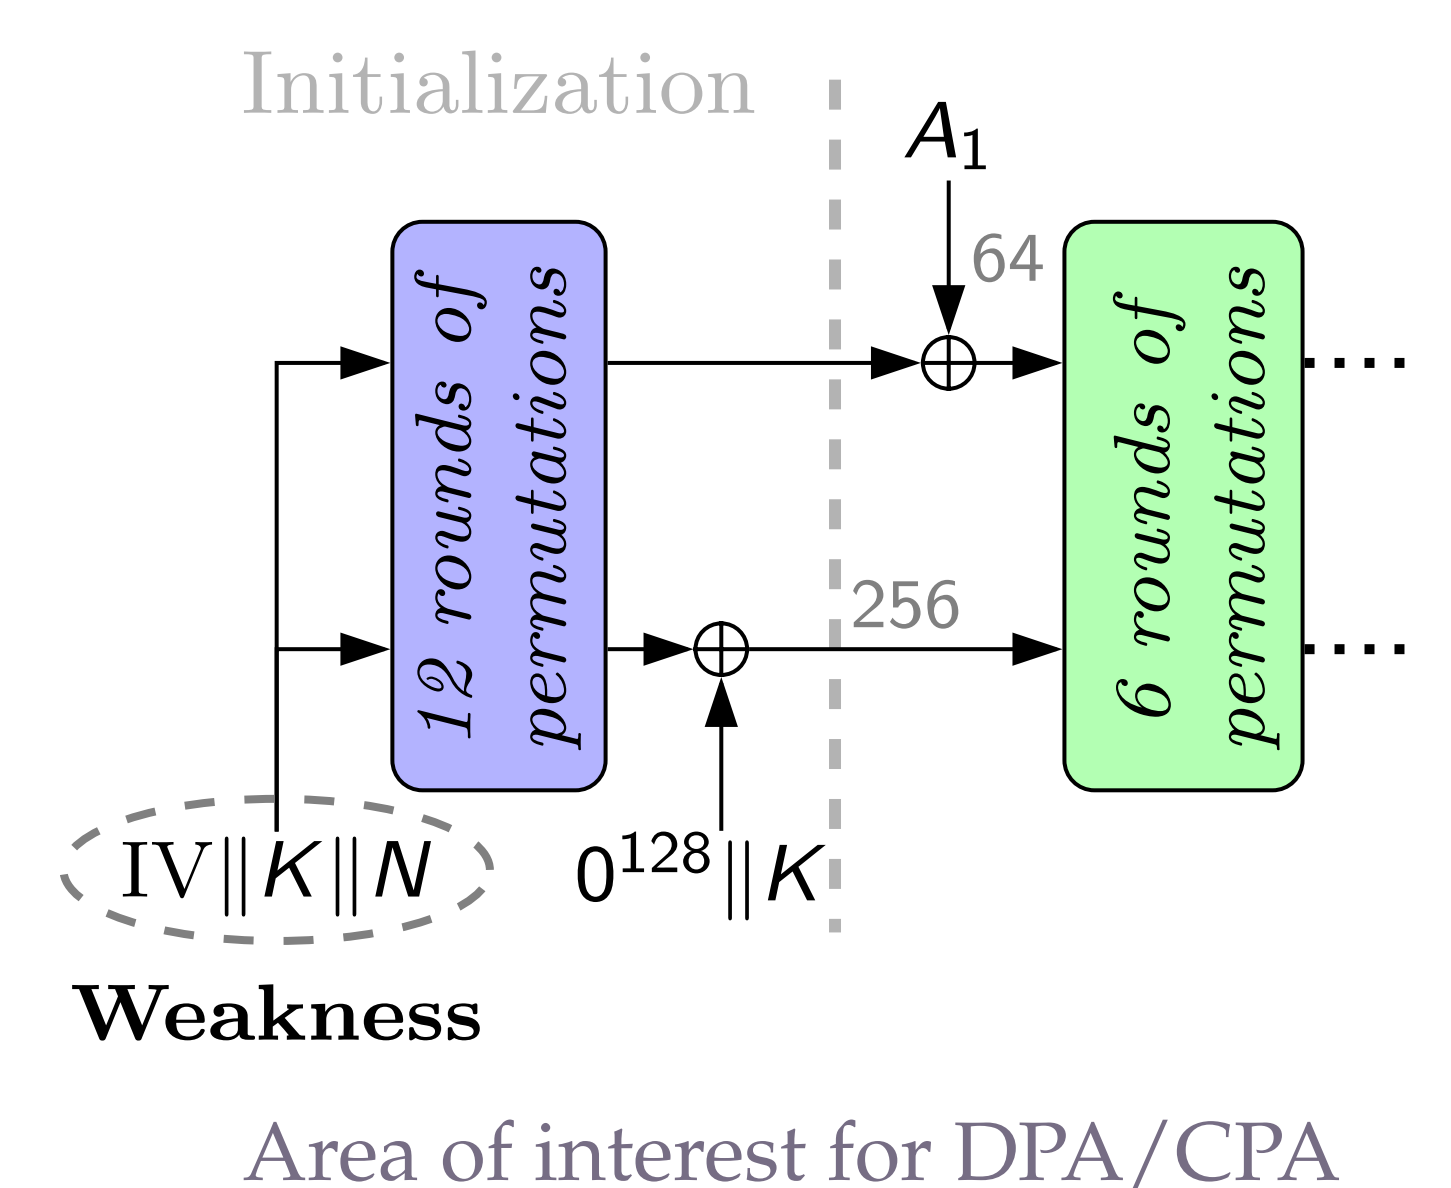 Initialization
A₁
64
12 rounds of
permutations
6 rounds of
permutations
256
IV‖K‖N
0¹²⁸‖K
Weakness
Area of interest for DPA/CPA